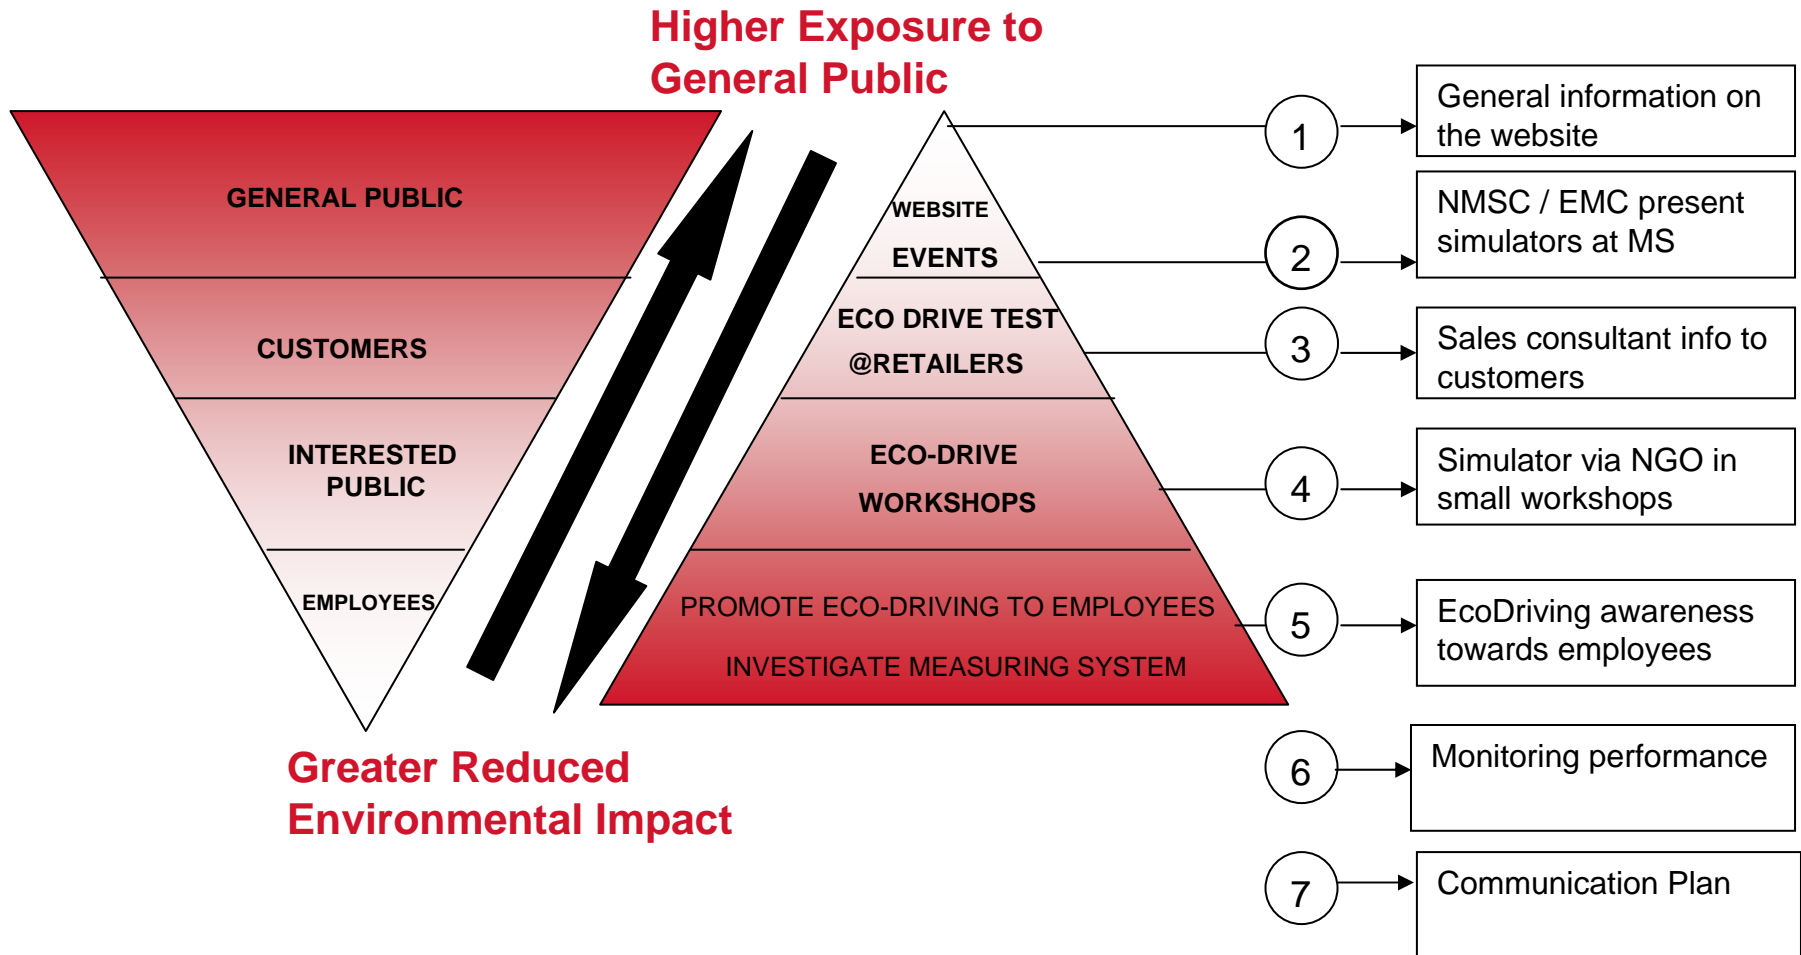 Higher Exposure to
General Public
GENERAL PUBLIC
CUSTOMERS
INTERESTED
PUBLIC
EMPLOYEES
Greater Reduced
Environmental Impact
WEBSITE
EVENTS
ECO DRIVE TEST
@RETAILERS
ECO-DRIVE
WORKSHOPS
PROMOTE ECO-DRIVING TO EMPLOYEES
INVESTIGATE MEASURING SYSTEM
1
General information on
the website
2
NMSC / EMC present
simulators at MS
3
Sales consultant info to
customers
4
Simulator via NGO in
small workshops
5
EcoDriving awareness
towards employees
6
Monitoring performance
7
Communication Plan